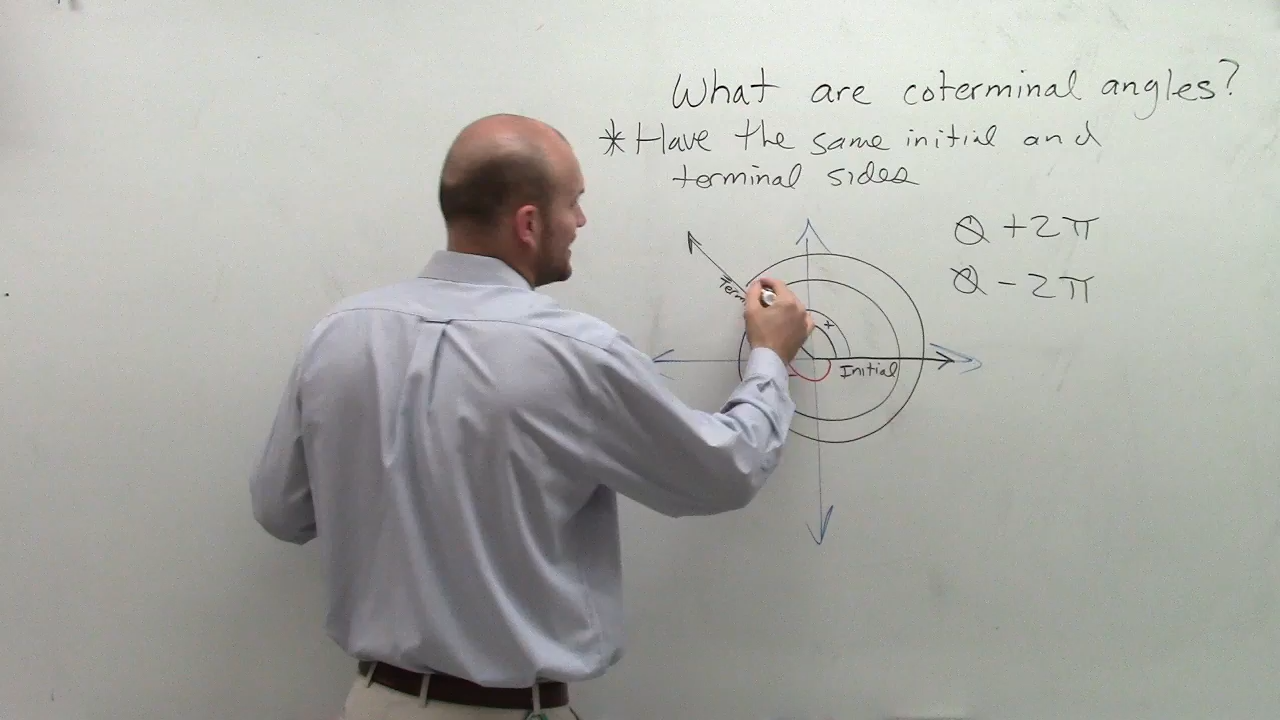 What are coterminal angles?
* Have the same initial and
terminal sides
θ + 2π
θ - 2π
+
Initial